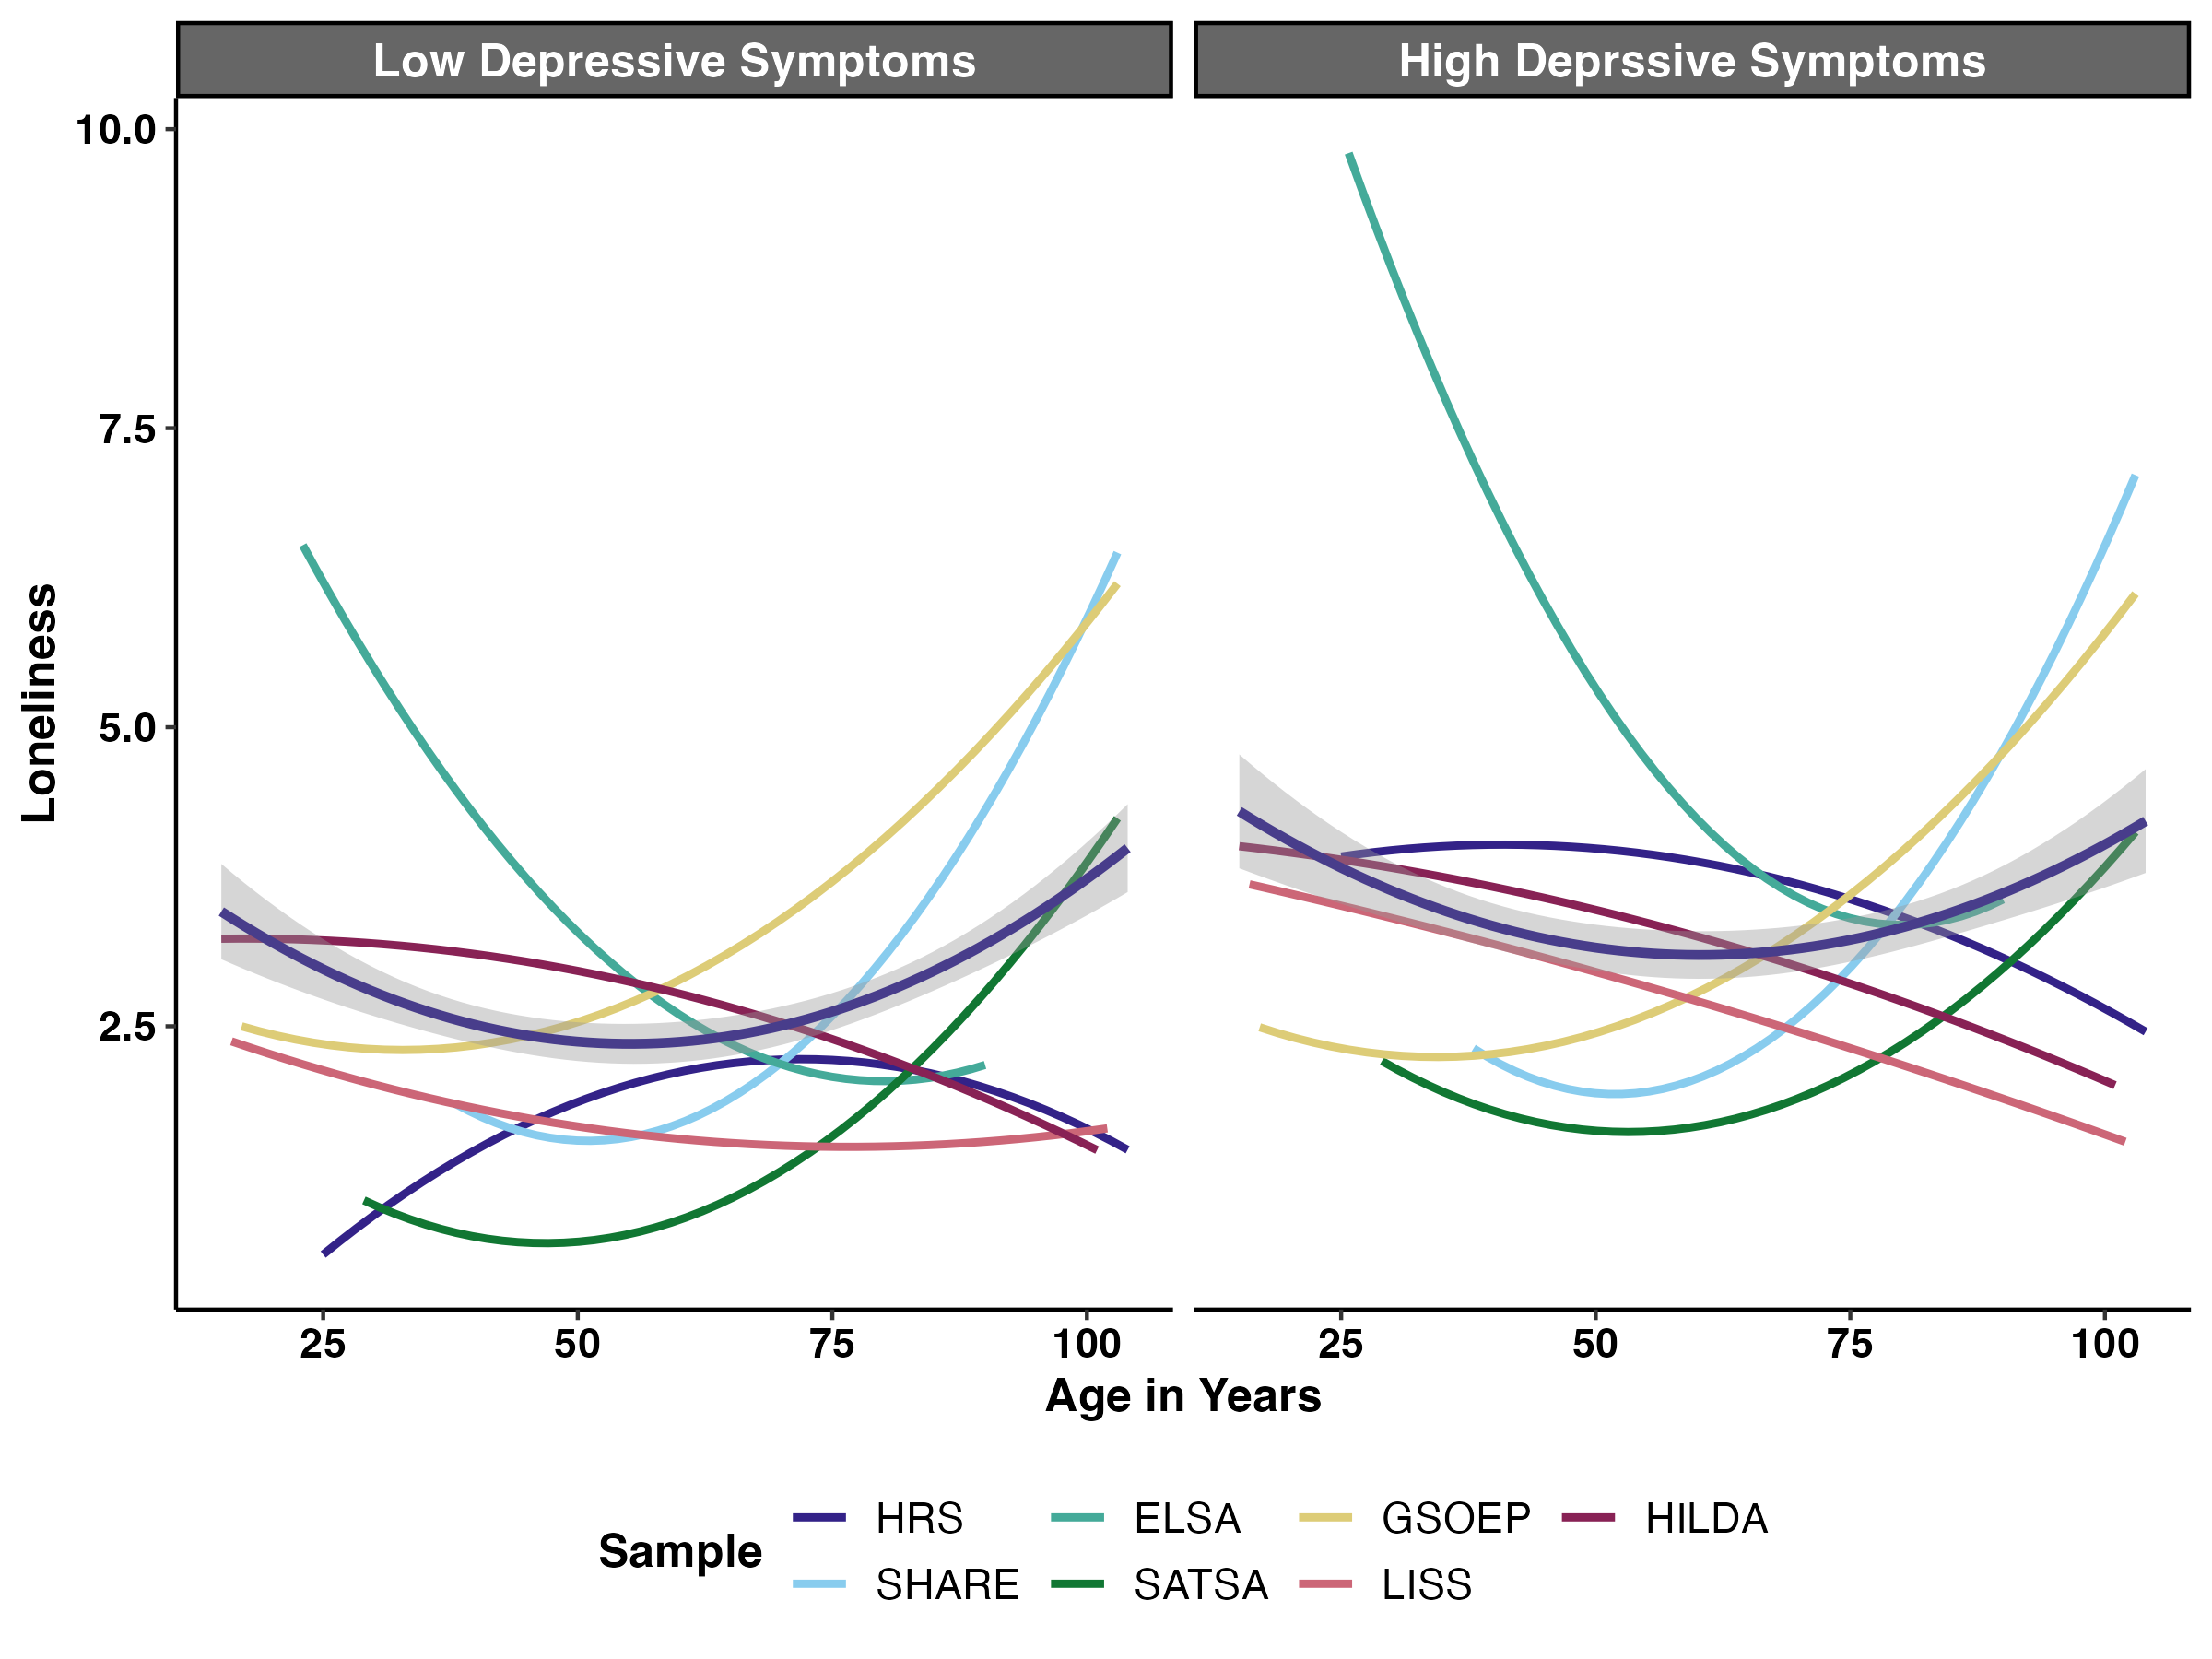 Low Depressive Symptoms
High Deprssive Symptoms
10.0
7.5
5.0
2.5
Loneliness
25 50 75 100
25 50 75 100
Age in Years
Sample
HRS ELSA GSOEP HILDA
SHARE SATSA LISS